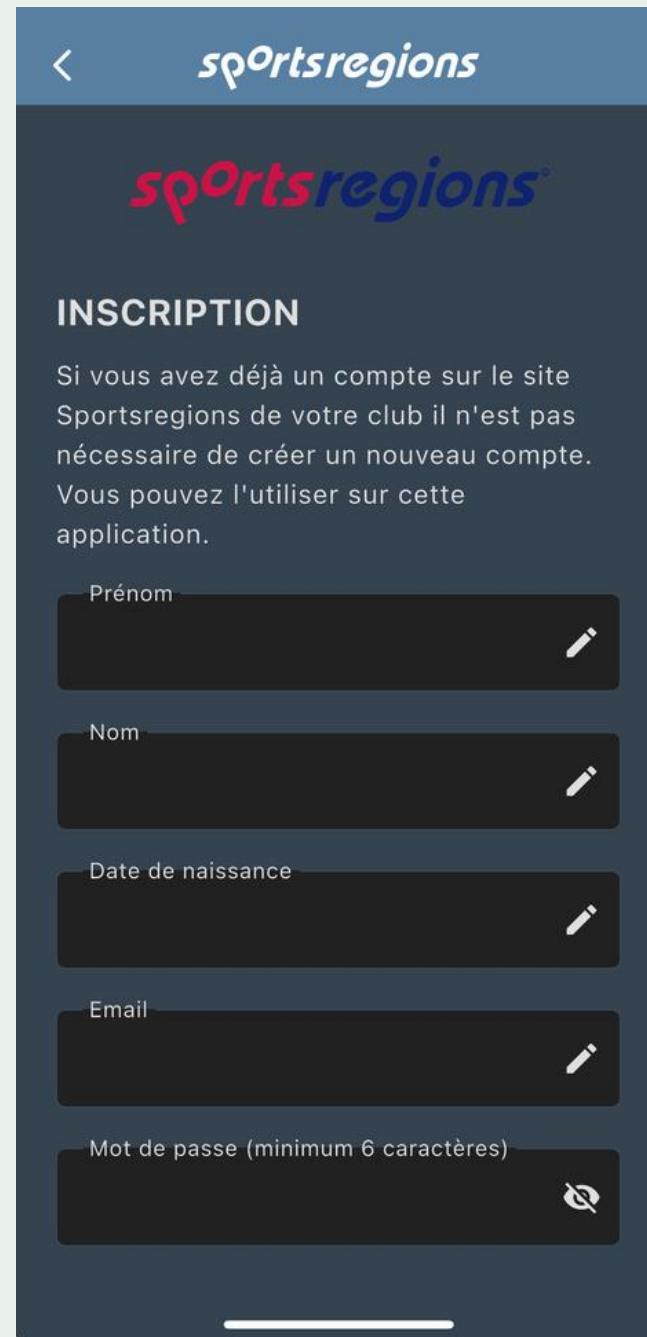 sportsregions
sportsregions®
INSCRIPTION
Si vous avez déjà un compte sur le site
Sportsregions de votre club il n'est pas
nécessaire de créer un nouveau compte.
Vous pouvez l'utiliser sur cette
application.
Prénom
Nom
Date de naissance
Email
Mot de passe (minimum 6 caractères)